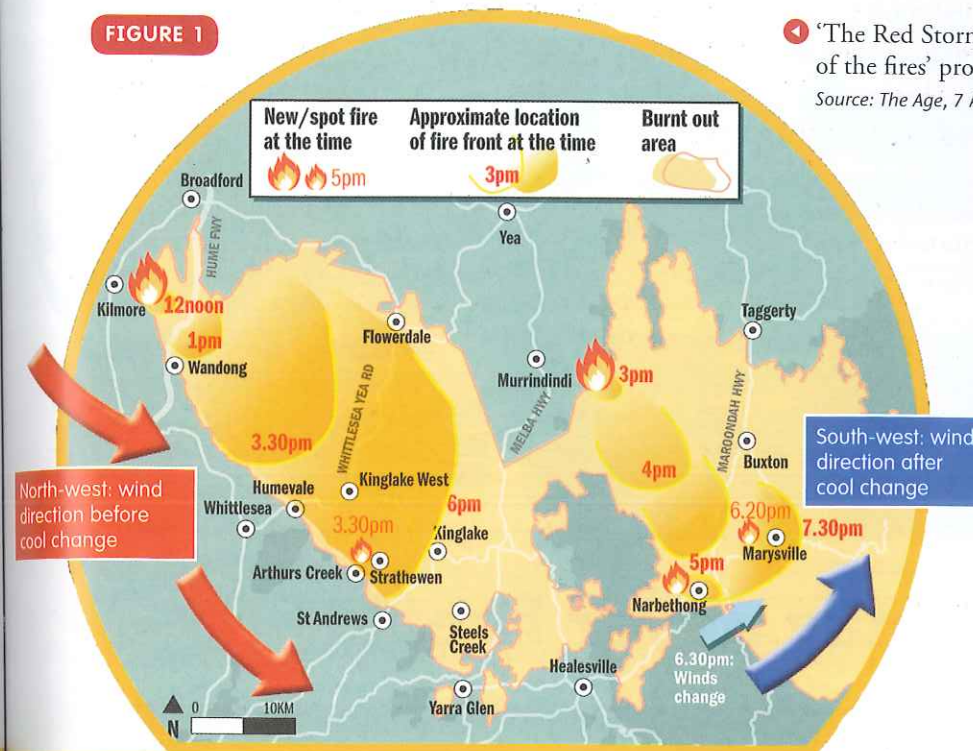 FIGURE 1
'The Red Storm
of the fires' pro
Source: The Age, 7
New/spot fire
at the time
5pm
Approximate location
of fire front at the time
3pm
Burnt out
area
Broadford
HUME FWY
Yea
Kilmore
12noon
1pm
Wandong
Flowerdale
Taggerty
Murrindindi
3pm
MELBA HWY
MAROONDAH HWY
WHITTLESEA YEA RD
3.30pm
4pm
Buxton
South-west: wind
direction after
cool change
North-west: wind
direction before
cool change
Humevale
Kinglake West
Whittlesea
3.30pm
6pm
Kinglake
6.20pm
7.30pm
Marysville
Arthurs Creek
Strathewen
5pm
Narbethong
St Andrews
Steels
Creek
6.30pm:
Winds
change
Healesville
Yarra Glen
N
0 10KM